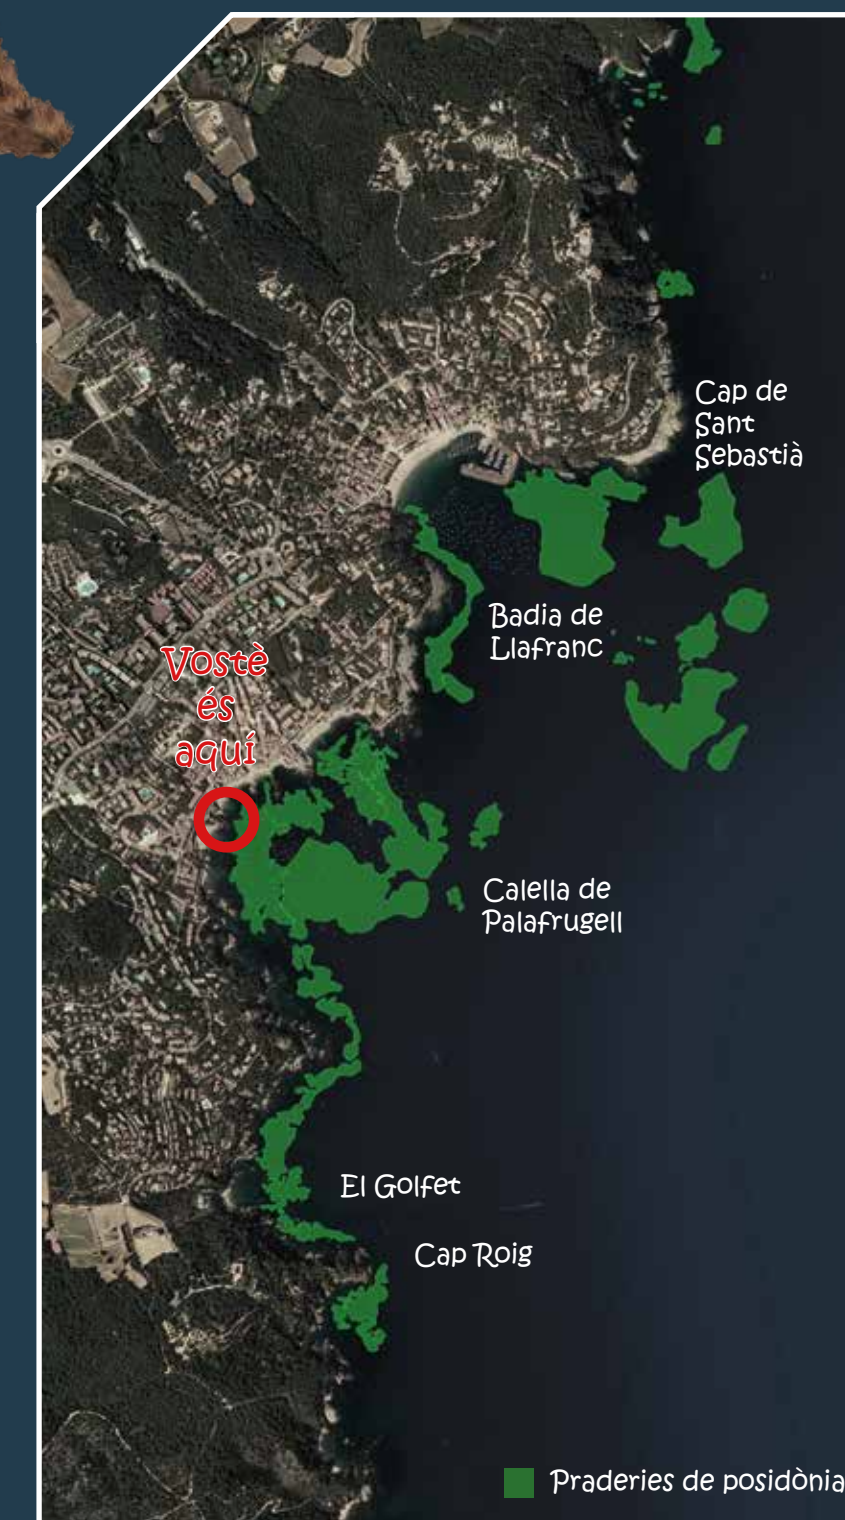 Cap de
Sant
Sebastià
Badia de
Llafranc
Vostè
és
aquí
Calella de
Palafrugell
El Golfet
Cap Roig
Praderies de posidònia